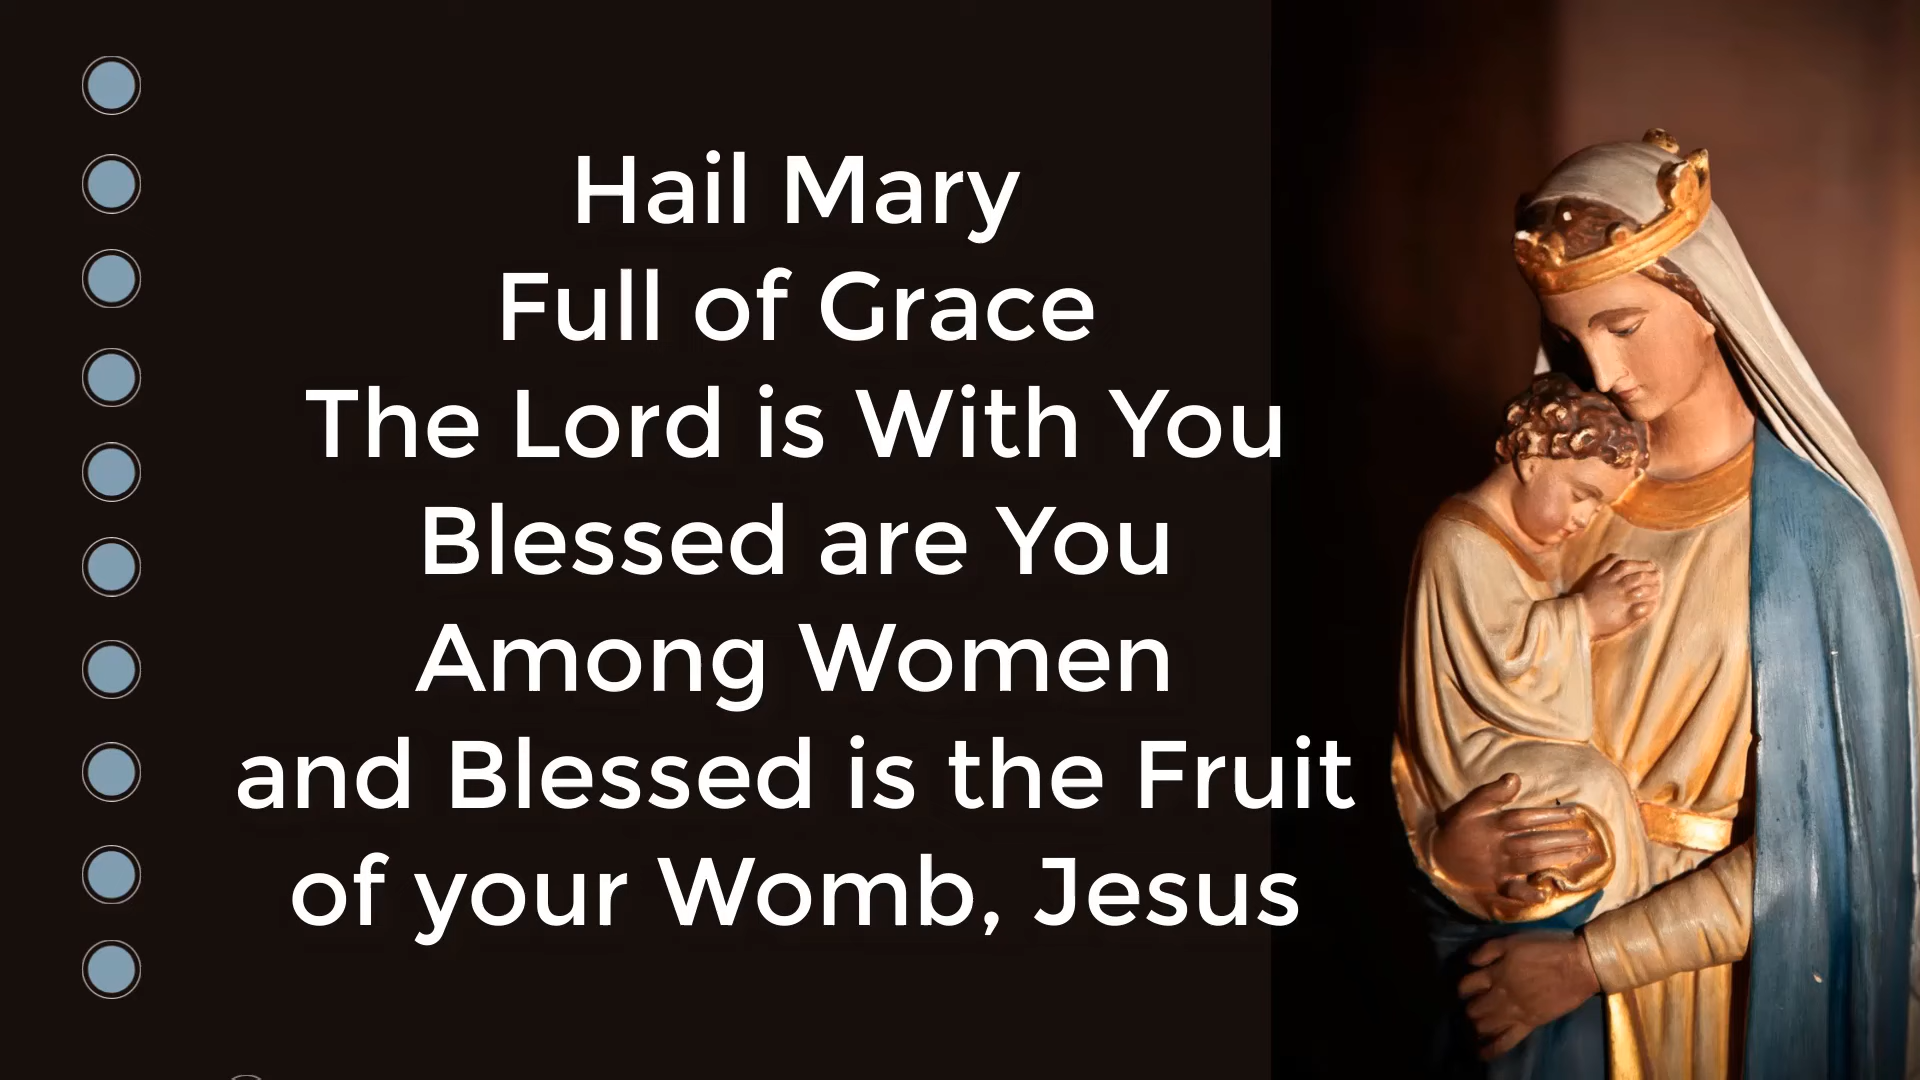 Hail Mary
Full of Grace
The Lord is With You
Blessed are You
Among Women
and Blessed is the Fruit
of your Womb, Jesus